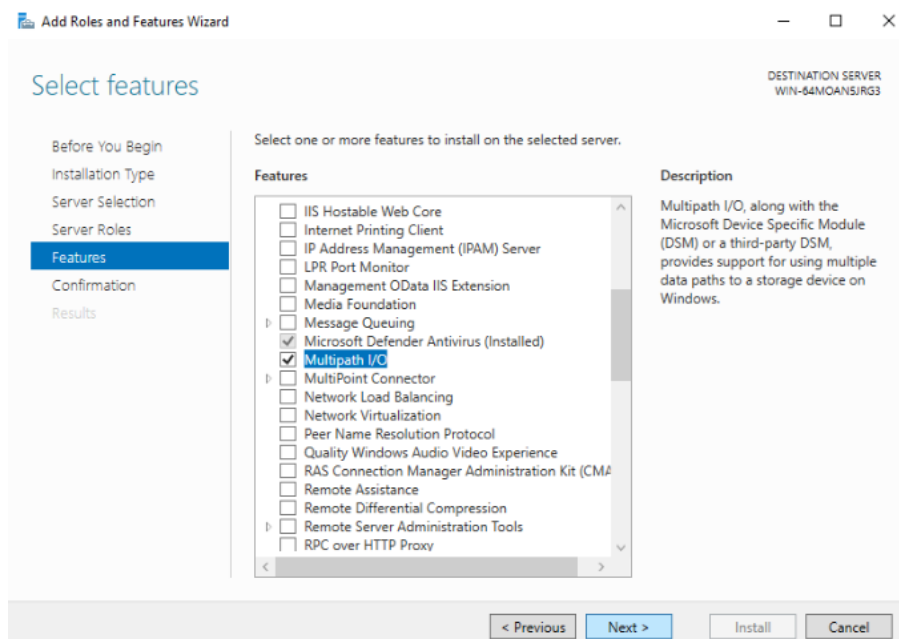 Add Roles and Features Wizard
Select features
DESTINATION SERVER
WIN-64MOAN5JRG3
Before You Begin
Installation Type
Server Selection
Server Roles
Features
Confirmation
Results
Select one or more features to install on the selected server.
Features
IIS Hostable Web Core
Internet Printing Client
IP Address Management (IPAM) Server
LPR Port Monitor
Management OData IIS Extension
Media Foundation
Message Queuing
Microsoft Defender Antivirus (Installed)
Multipath I/O
MultiPoint Connector
Network Load Balancing
Network Virtualization
Peer Name Resolution Protocol
Quality Windows Audio Video Experience
RAS Connection Manager Administration Kit (CMA
Remote Assistance
Remote Differential Compression
Remote Server Administration Tools
RPC over HTTP Proxy
Description
Multipath I/O, along with the
Microsoft Device Specific Module
(DSM) or a third-party DSM,
provides support for using multiple
data paths to a storage device on
Windows.
< Previous
Next >
Install
Cancel